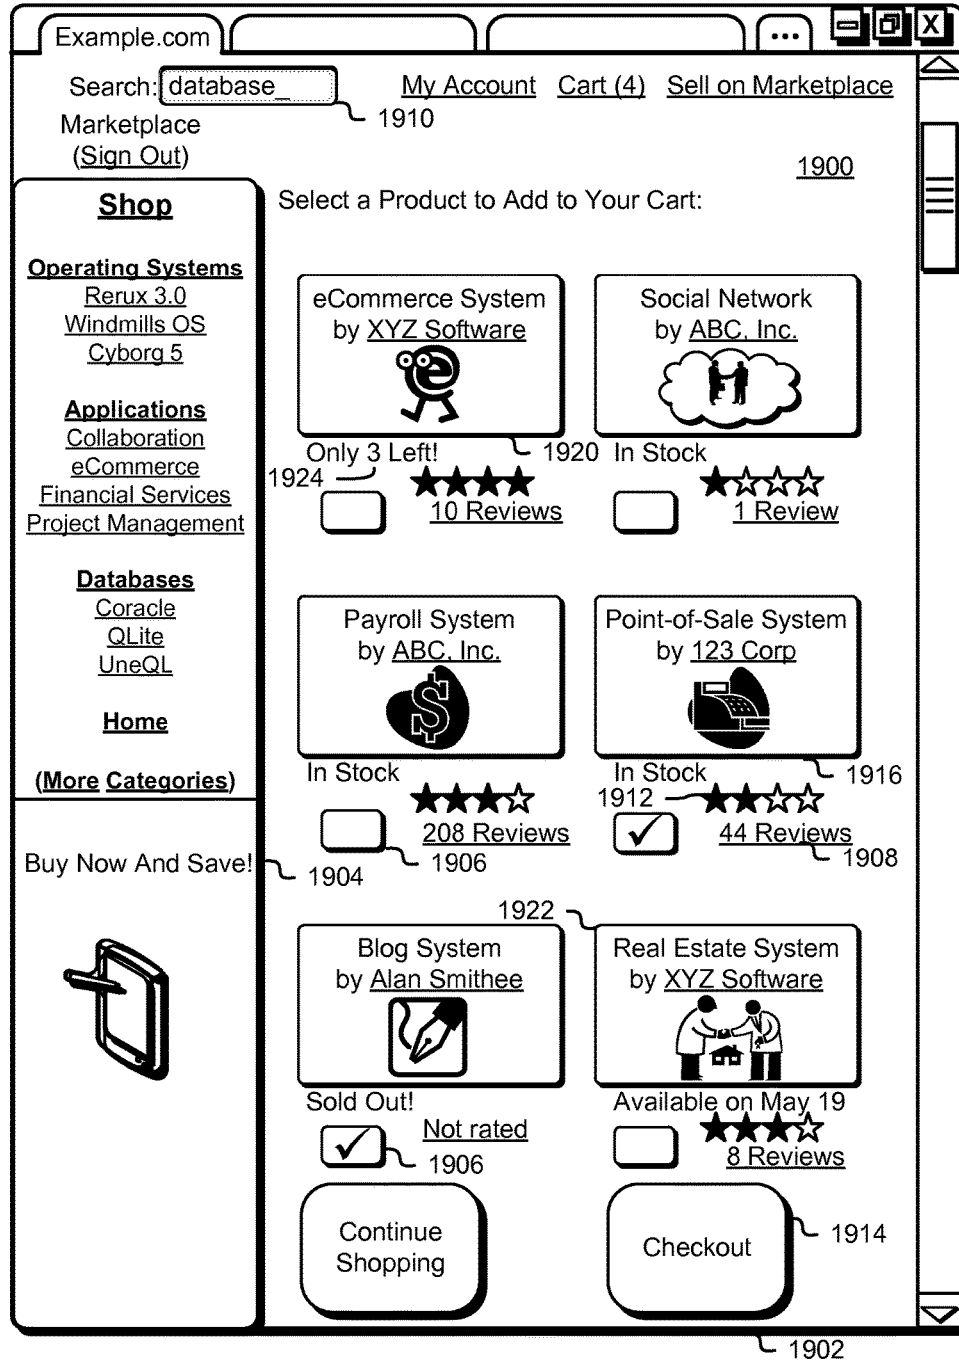 Example.com
...
X
Search: database_
My Account Cart (4) Sell on Marketplace
1910
Marketplace
(Sign Out)
1900
Shop
Operating Systems
Rerux 3.0
Windmills OS
Cyborg 5
Applications
Collaboration
eCommerce
Financial Services
Project Management
Databases
Coracle
QLite
UneQL
Home
(More Categories)
Buy Now And Save!
1904
Select a Product to Add to Your Cart:
eCommerce System
by XYZ Software
e
1920
Only 3 Left!
1924
10 Reviews
Social Network
by ABC, Inc.
In Stock
1 Review
Payroll System
by ABC, Inc.
$
In Stock
208 Reviews
1906
Point-of-Sale System
by 123 Corp
1916
In Stock
1912
44 Reviews
1908
1922
Blog System
by Alan Smithee
Sold Out!
Not rated
1906
Real Estate System
by XYZ Software
Available on May 19
8 Reviews
Continue
Shopping
Checkout
1914
1902